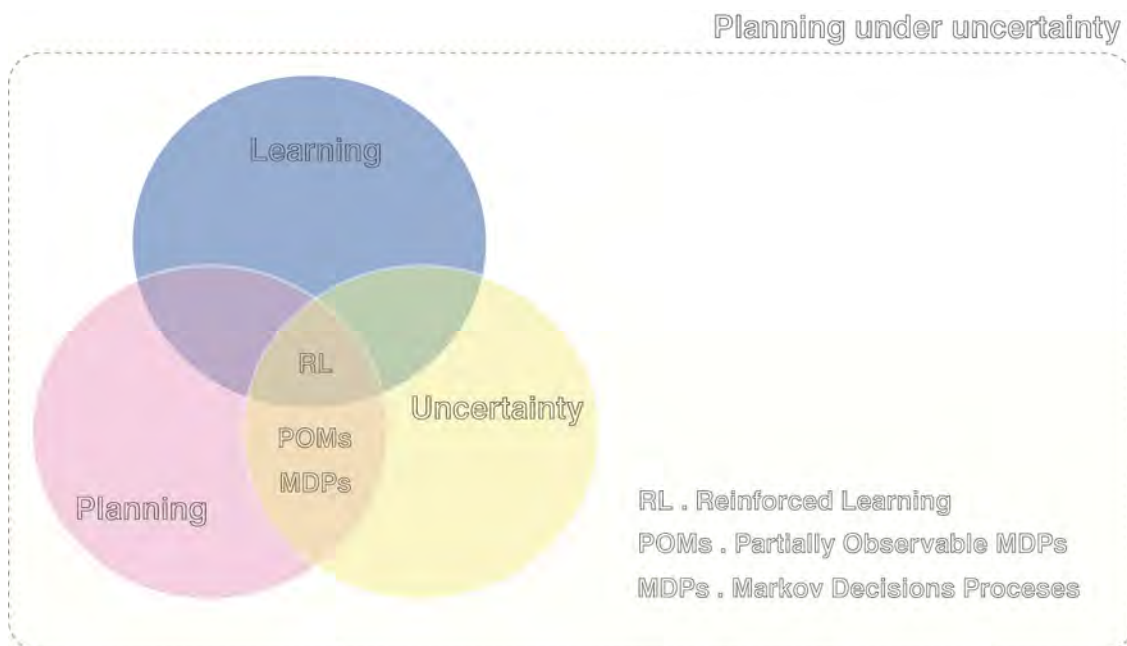 Planning under uncertainty
Learning
RL
Uncertainty
POMs
MDPs
Planning
RL . Reinforced Learning
POMs . Partially Observable MDPs
MDPs . Markov Decisions Proceses